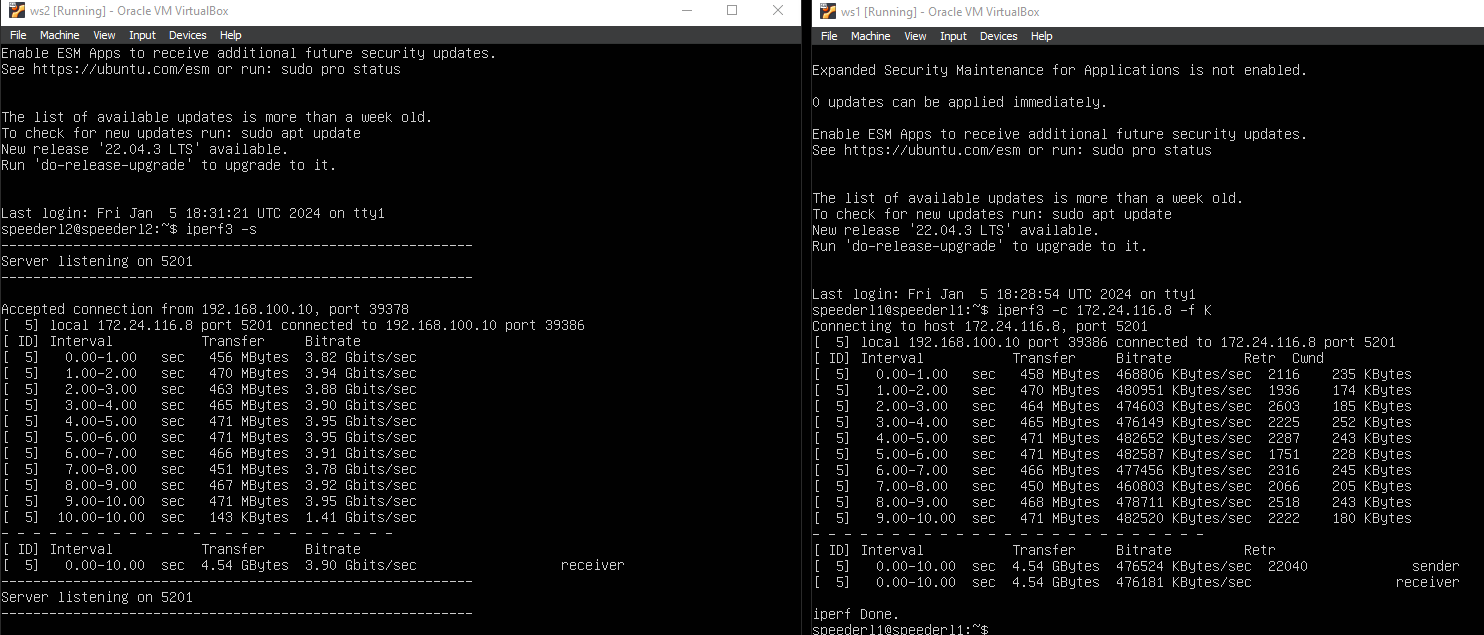 ws2 [Running] - Oracle VM VirtualBox
File Machine View Input Devices Help
Enable ESM Apps to receive additional future security updates.
See https://ubuntu.com/esm or run: sudo pro status
The list of available updates is more than a week old.
To check for new updates run: sudo apt update
New release '22.04.3 LTS' available.
Run 'do-release-upgrade' to upgrade to it.
Last login: Fri Jan  5 18:31:21 UTC 2024 on tty1
speederl2@speederl2:~$ iperf3 -s
-----------------------------------------------------------
Server listening on 5201
-----------------------------------------------------------
Accepted connection from 192.168.100.10, port 39378
[  5] local 172.24.116.8 port 5201 connected to 192.168.100.10 port 39386
[ ID] Interval           Transfer     Bitrate
[  5]   0.00-1.00   sec   456 MBytes  3.82 Gbits/sec
[  5]   1.00-2.00   sec   470 MBytes  3.94 Gbits/sec
[  5]   2.00-3.00   sec   463 MBytes  3.88 Gbits/sec
[  5]   3.00-4.00   sec   465 MBytes  3.90 Gbits/sec
[  5]   4.00-5.00   sec   471 MBytes  3.95 Gbits/sec
[  5]   5.00-6.00   sec   471 MBytes  3.95 Gbits/sec
[  5]   6.00-7.00   sec   466 MBytes  3.91 Gbits/sec
[  5]   7.00-8.00   sec   451 MBytes  3.78 Gbits/sec
[  5]   8.00-9.00   sec   467 MBytes  3.92 Gbits/sec
[  5]   9.00-10.00  sec   471 MBytes  3.95 Gbits/sec
[  5]  10.00-10.00  sec   143 KBytes  1.41 Gbits/sec
- - - - - - - - - - - - - - - - - - - - - - - - -
[ ID] Interval           Transfer     Bitrate
[  5]   0.00-10.00  sec  4.54 GBytes  3.90 Gbits/sec                  receiver
-----------------------------------------------------------
Server listening on 5201
-----------------------------------------------------------
ws1 [Running] - Oracle VM VirtualBox
File Machine View Input Devices Help
Expanded Security Maintenance for Applications is not enabled.
0 updates can be applied immediately.
Enable ESM Apps to receive additional future security updates.
See https://ubuntu.com/esm or run: sudo pro status
The list of available updates is more than a week old.
To check for new updates run: sudo apt update
New release '22.04.3 LTS' available.
Run 'do-release-upgrade' to upgrade to it.
Last login: Fri Jan  5 18:28:54 UTC 2024 on tty1
speederl1@speederl1:~$ iperf3 -c 172.24.116.8 -f K
Connecting to host 172.24.116.8, port 5201
[  5] local 192.168.100.10 port 39386 connected to 172.24.116.8 port 5201
[ ID] Interval           Transfer     Bitrate         Retr  Cwnd
[  5]   0.00-1.00   sec   458 MBytes  468806 KBytes/sec  2116    235 KBytes
[  5]   1.00-2.00   sec   470 MBytes  480951 KBytes/sec  1936    174 KBytes
[  5]   2.00-3.00   sec   464 MBytes  474603 KBytes/sec  2603    185 KBytes
[  5]   3.00-4.00   sec   465 MBytes  476149 KBytes/sec  2225    252 KBytes
[  5]   4.00-5.00   sec   471 MBytes  482652 KBytes/sec  2287    243 KBytes
[  5]   5.00-6.00   sec   471 MBytes  482587 KBytes/sec  1751    228 KBytes
[  5]   6.00-7.00   sec   466 MBytes  477456 KBytes/sec  2316    245 KBytes
[  5]   7.00-8.00   sec   450 MBytes  460803 KBytes/sec  2066    205 KBytes
[  5]   8.00-9.00   sec   468 MBytes  478711 KBytes/sec  2518    243 KBytes
[  5]   9.00-10.00  sec   471 MBytes  482520 KBytes/sec  2222    180 KBytes
- - - - - - - - - - - - - - - - - - - - - - - - -
[ ID] Interval           Transfer     Bitrate         Retr
[  5]   0.00-10.00  sec  4.54 GBytes  476524 KBytes/sec  22040             sender
[  5]   0.00-10.00  sec  4.54 GBytes  476181 KBytes/sec                  receiver
iperf Done.
speederl1@speederl1:~$